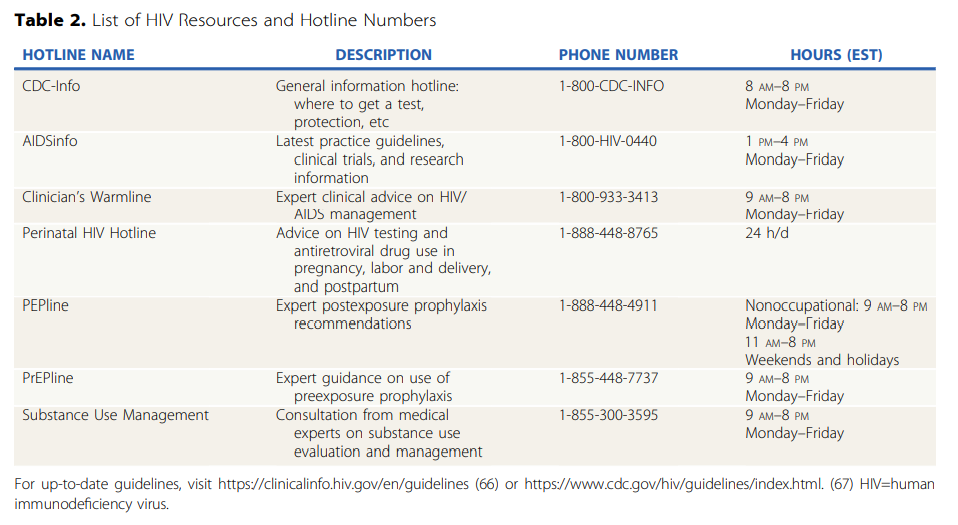 Table 2. List of HIV Resources and Hotline Numbers
HOTLINE NAME DESCRIPTION PHONE NUMBER HOURS (EST)
CDC-Info General information hotline: 1-800-CDC-INFO 8 AM–8 PM
where to get a test, Monday–Friday
protection, etc
AIDSinfo Latest practice guidelines, 1-800-HIV-0440 1 PM–4 PM
clinical trials, and research Monday–Friday
information
Clinician's Warmline Expert clinical advice on HIV/ 1-800-933-3413 9 AM–8 PM
AIDS management Monday–Friday
Perinatal HIV Hotline Advice on HIV testing and 1-888-448-8765 24 h/d
antiretroviral drug use in
pregnancy, labor and delivery,
and postpartum
PEPline Expert postexposure prophylaxis 1-888-448-4911 Nonoccupational: 9 AM–8 PM
recommendations Monday–Friday
11 AM–8 PM
Weekends and holidays
PrEPline Expert guidance on use of 1-855-448-7737 9 AM–8 PM
preexposure prophylaxis Monday–Friday
Substance Use Management Consultation from medical 1-855-300-3595 9 AM–8 PM
experts on substance use Monday–Friday
evaluation and management
For up-to-date guidelines, visit https://clinicalinfo.hiv.gov/en/guidelines (66) or https://www.cdc.gov/hiv/guidelines/index.html. (67) HIV=human
immunodeficiency virus.